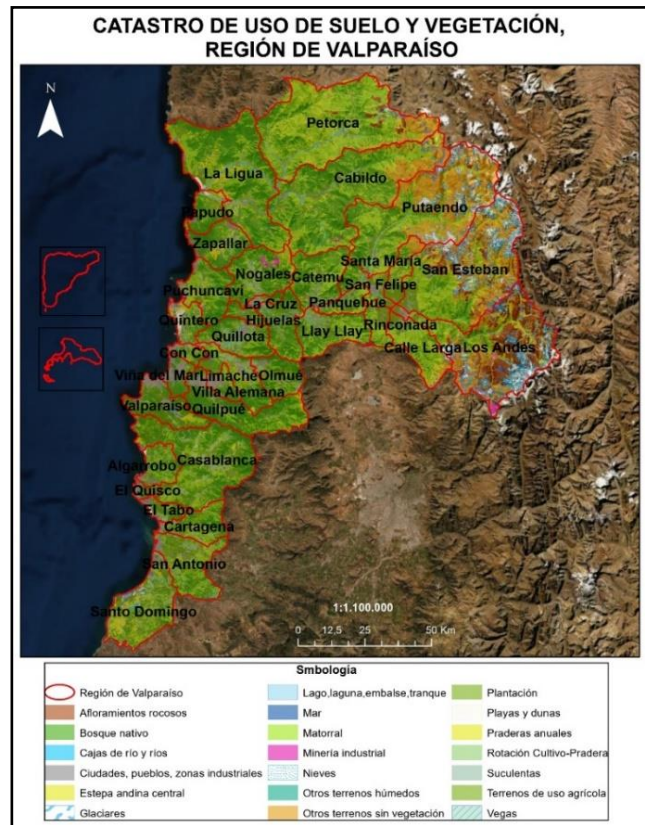 CATASTRO DE USO DE SUELO Y VEGETACIÓN,
REGIÓN DE VALPARAÍSO
N
Petorca
La Ligua
Cabildo
Papudo
Putaendo
Zapallar
Santa María
Nogales
Catemu
San Esteban
San Felipe
Puchuncavi
La Cruz
Panquehue
Quintero
Hijuelas
Rinconada
Quillota
Llay Llay
Calle Larga
Los Andes
Con Con
Viña del Mar
Limache
Olmué
Villa Alemana
Valparaíso
Quilpué
Casablanca
Algarrobo
El Quisco
El Tabo
Cartagena
San Antonio
Santo Domingo
1:1.100.000
0 12,5 25 50 Km
Smbologia
Región de Valparaíso
Afloramientos rocosos
Bosque nativo
Cajas de río y ríos
Ciudades, pueblos, zonas industriales
Estepa andina central
Glaciares
Lago,laguna,embalse,tranque
Mar
Matorral
Minería industrial
Nieves
Otros terrenos húmedos
Otros terrenos sin vegetación
Plantación
Playas y dunas
Praderas anuales
Rotación Cultivo-Pradera
Suculentas
Terrenos de uso agrícola
Vegas